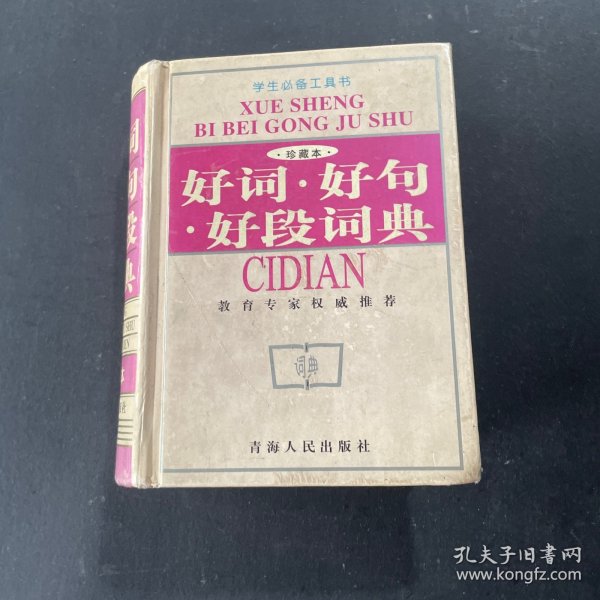 学生必备工具书
XUE SHENG
BI BEI GONG JU SHU
·珍藏本·
好词·好句
·好段词典
CIDIAN
教育专家权威推荐
词典
青海人民出版社
词
句
段
典
SHU
孔夫子旧书网
www.kongfz.com